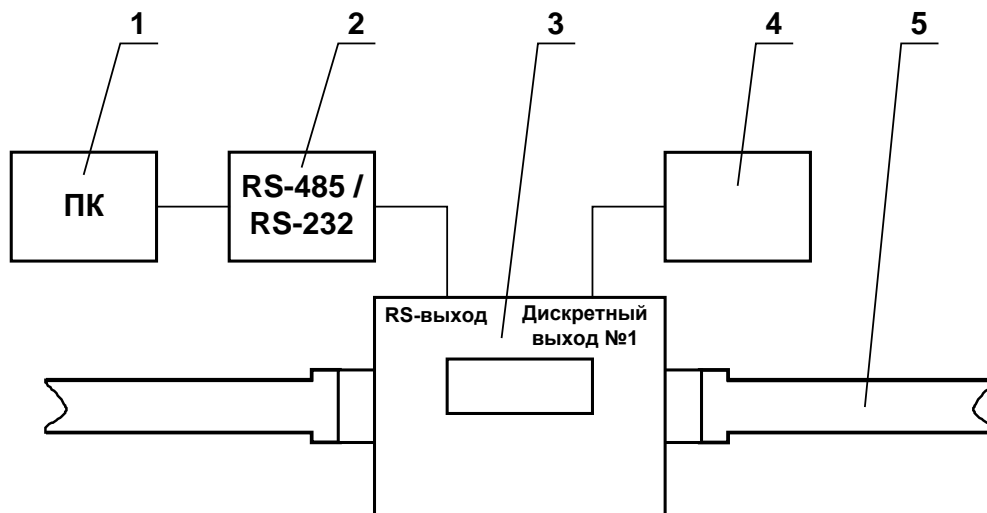 1
2
3
4
5
ПК
RS-485 /
RS-232
RS-выход
Дискретный
выход №1